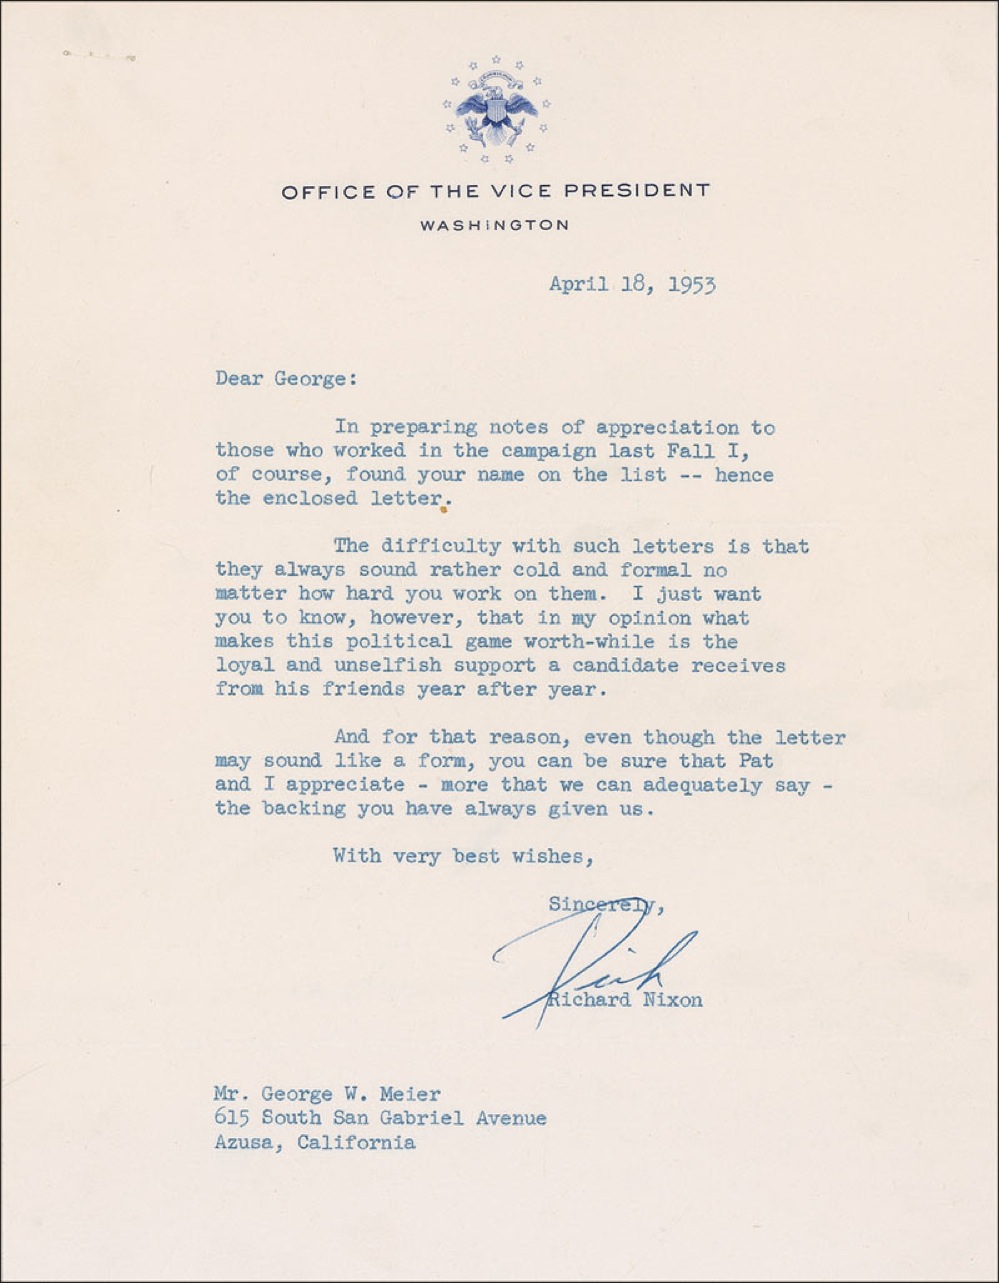 OFFICE OF THE VICE PRESIDENT
WASHINGTON
April 18, 1953
Dear George:
In preparing notes of appreciation to
those who worked in the campaign last Fall I,
of course, found your name on the list -- hence
the enclosed letter.
The difficulty with such letters is that
they always sound rather cold and formal no
matter how hard you work on them. I just want
you to know, however, that in my opinion what
makes this political game worth-while is the
loyal and unselfish support a candidate receives
from his friends year after year.
And for that reason, even though the letter
may sound like a form, you can be sure that Pat
and I appreciate - more that we can adequately say -
the backing you have always given us.
With very best wishes,
Sincerely,
Dick
Richard Nixon
Mr. George W. Meier
615 South San Gabriel Avenue
Azusa, California